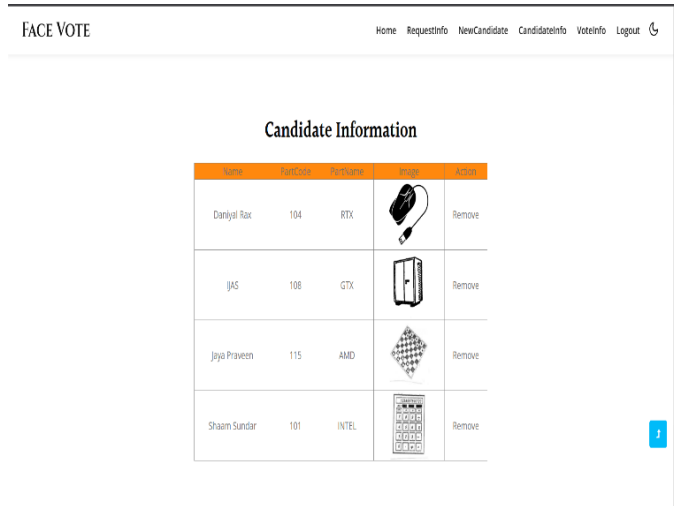 FACE VOTE
Home RequestInfo NewCandidate CandidateInfo VoteInfo Logout
Candidate Information
Name PartCode PartName Image Action
Daniyal Rax 104 RTX Remove
IJAS 108 GTX Remove
Jaya Praveen 115 AMD Remove
Shaam Sundar 101 INTEL Remove